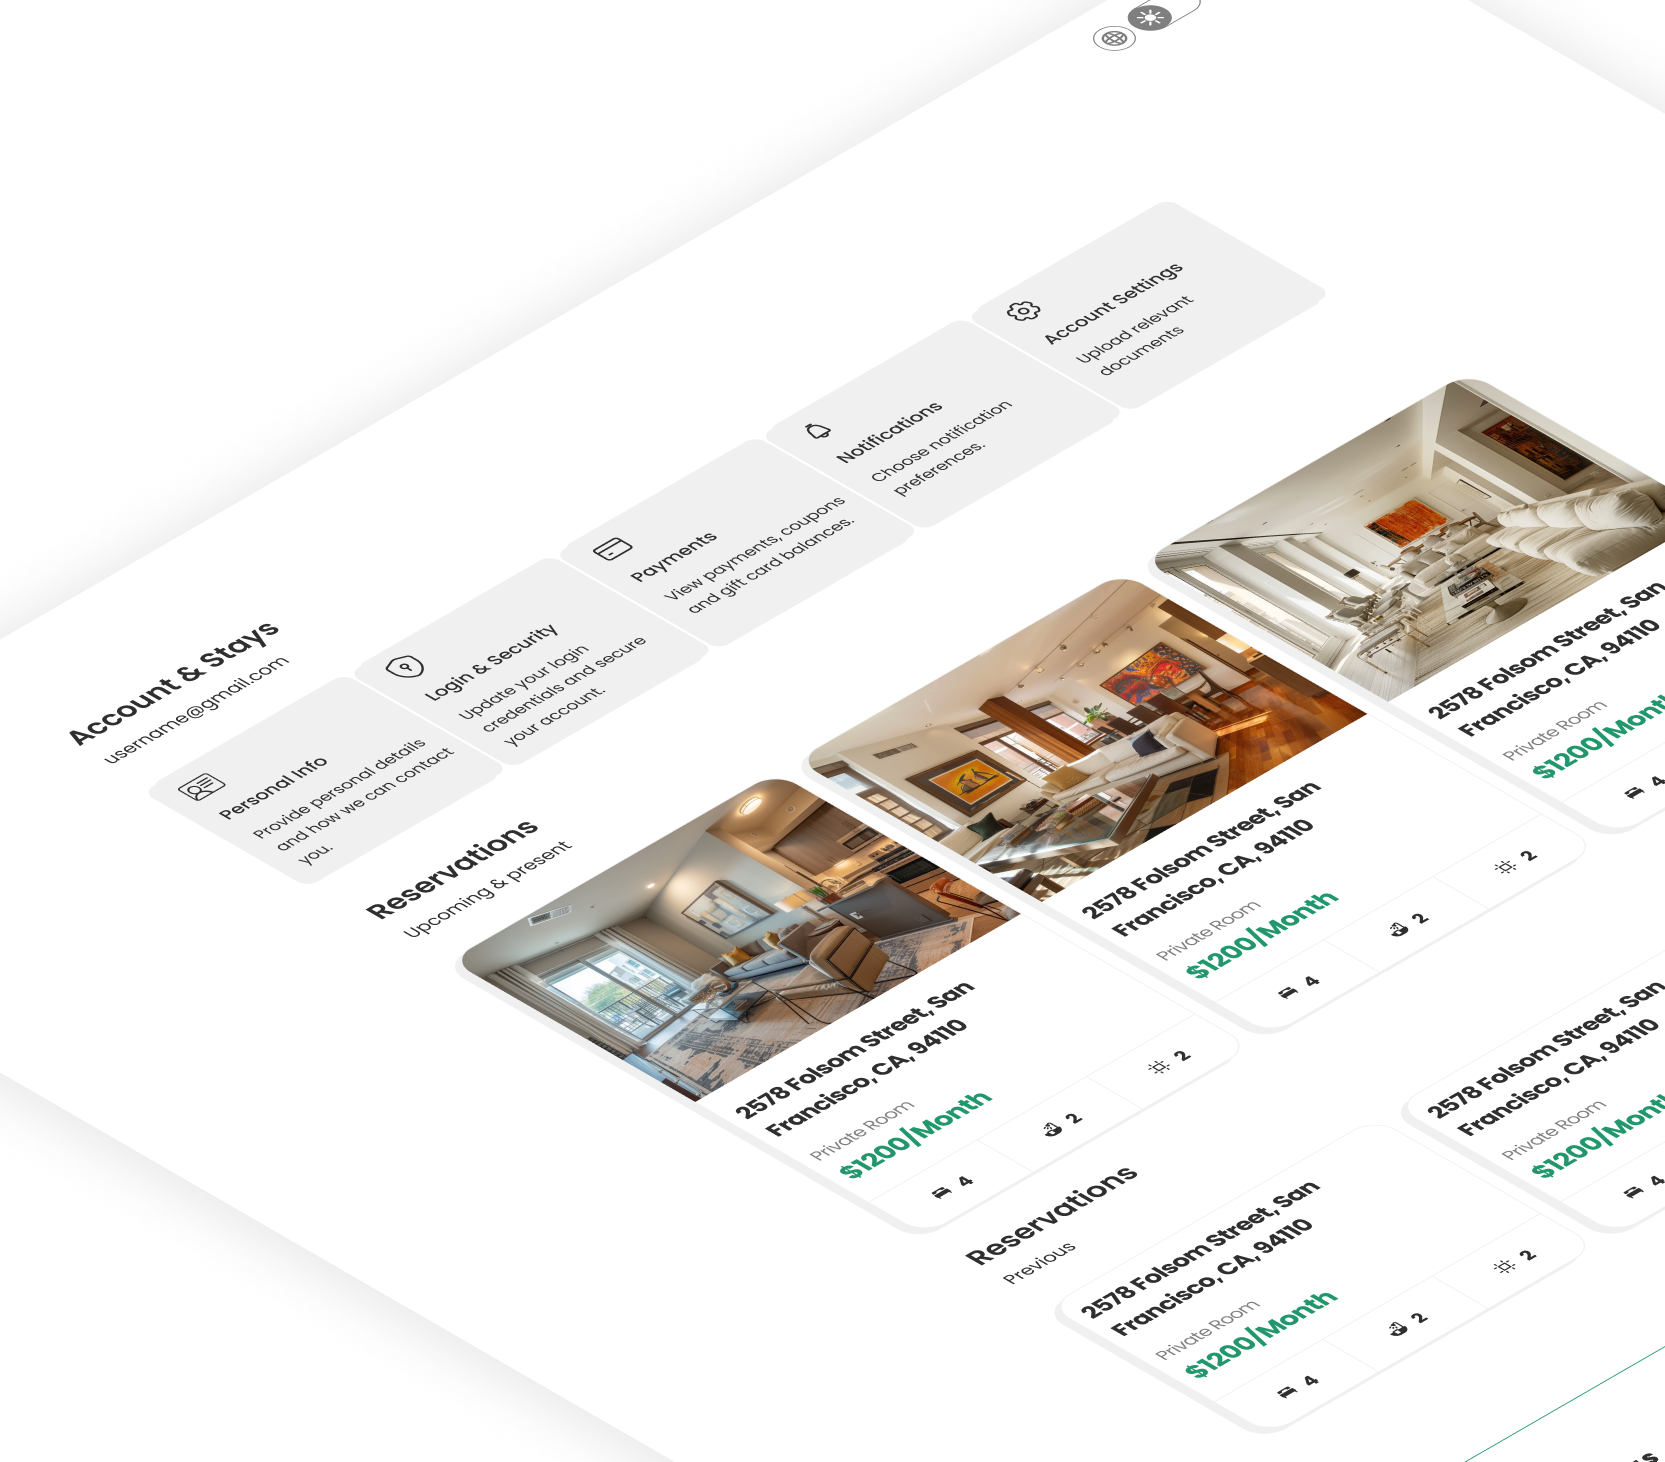 Account & Stays
username@gmail.com
Personal Info
Provide personal details
and how we can contact
you.
Login & Security
Update your login
credentials and secure
your account.
Payments
View payments, coupons
and gift card balances.
Notifications
Choose notification
preferences.
Account Settings
Upload relevant
documents
Reservations
Upcoming & present
2578 Folsom Street, San
Francisco, CA, 94110
Private Room
$1200/Month
4
2
2
2578 Folsom Street, San
Francisco, CA, 94110
Private Room
$1200/Month
4
2
2
2578 Folsom Street, San
Francisco, CA, 94110
Private Room
$1200/Month
4
Reservations
Previous
2578 Folsom Street, San
Francisco, CA, 94110
Private Room
$1200/Month
4
2
2
2578 Folsom Street, San
Francisco, CA, 94110
Private Room
$1200/Month
4